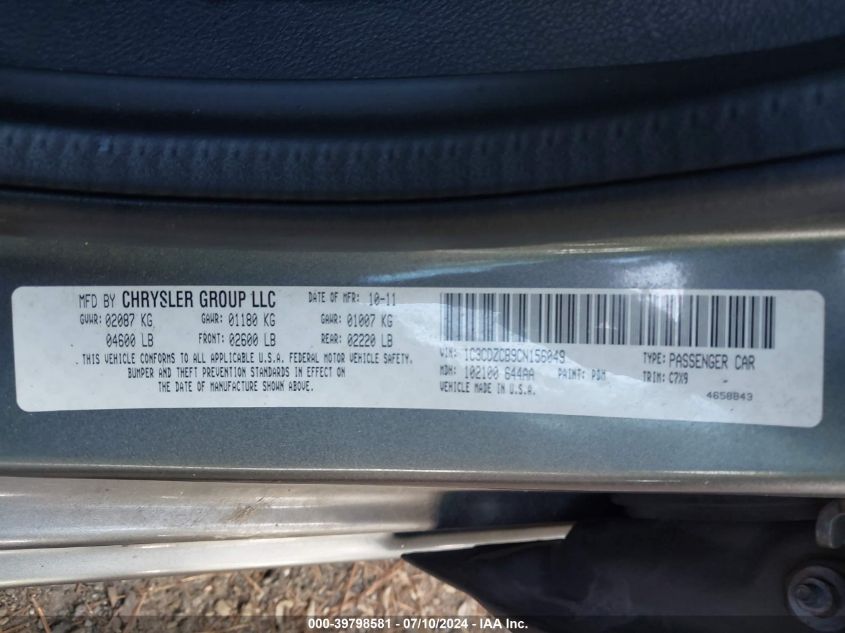 MFD BY CHRYSLER GROUP LLC DATE OF MFR: 10-11
GVWR: 02087 KG GAWR: 01180 KG GAWR: 01007 KG
04600 LB FRONT: 02600 LB REAR: 02220 LB
THIS VEHICLE CONFORMS TO ALL APPLICABLE U.S.A. FEDERAL MOTOR VEHICLE SAFETY,
BUMPER AND THEFT PREVENTION STANDARDS IN EFFECT ON
THE DATE OF MANUFACTURE SHOWN ABOVE.
VIN: 1C3CDZCB9CN156049 TYPE: PASSENGER CAR
MDH: 102100 644AA PAINT: PDM TRIM: C7X9
VEHICLE MADE IN U.S.A. 4658843
000-39798581 - 07/10/2024 - IAA Inc.